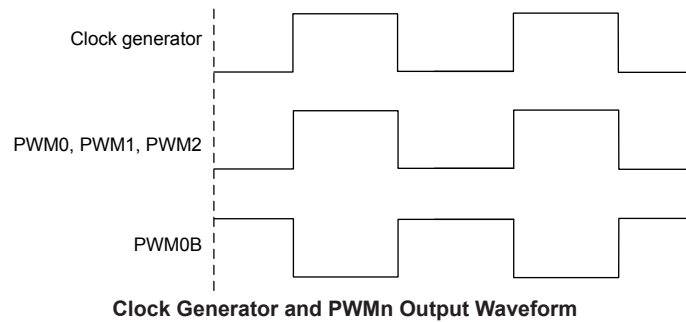 Clock generator
PWM0, PWM1, PWM2
PWM0B
Clock Generator and PWMn Output Waveform